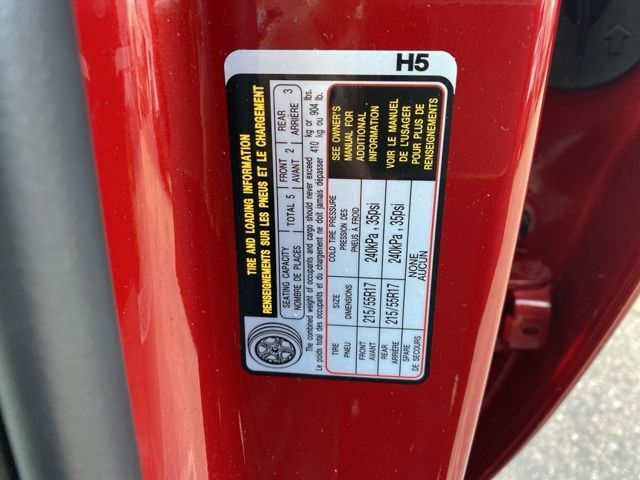 H5
TIRE AND LOADING INFORMATION
RENSEIGNEMENTS SUR LES PNEUS ET LE CHARGEMENT
SEATING CAPACITY
NOMBRE DE PLACES
TOTAL 5
FRONT
AVANT 2
REAR
ARRIÈRE 3
The combined weight of occupants and cargo should never exceed 410 kg or 904 lbs.
Le poids total des occupants et du chargement ne doit jamais dépasser 410 kg ou 904 lb.
TIRE
PNEU
SIZE
DIMENSIONS
COLD TIRE PRESSURE
PRESSION DES
PNEUS À FROID
FRONT
AVANT
215/55R17
240kPa , 35psi
REAR
ARRIÈRE
215/55R17
240kPa , 35psi
SPARE
DE SECOURS
NONE
AUCUN
SEE OWNER'S
MANUAL FOR
ADDITIONAL
INFORMATION
VOIR LE MANUEL
DE L'USAGER
POUR PLUS DE
RENSEIGNEMENTS